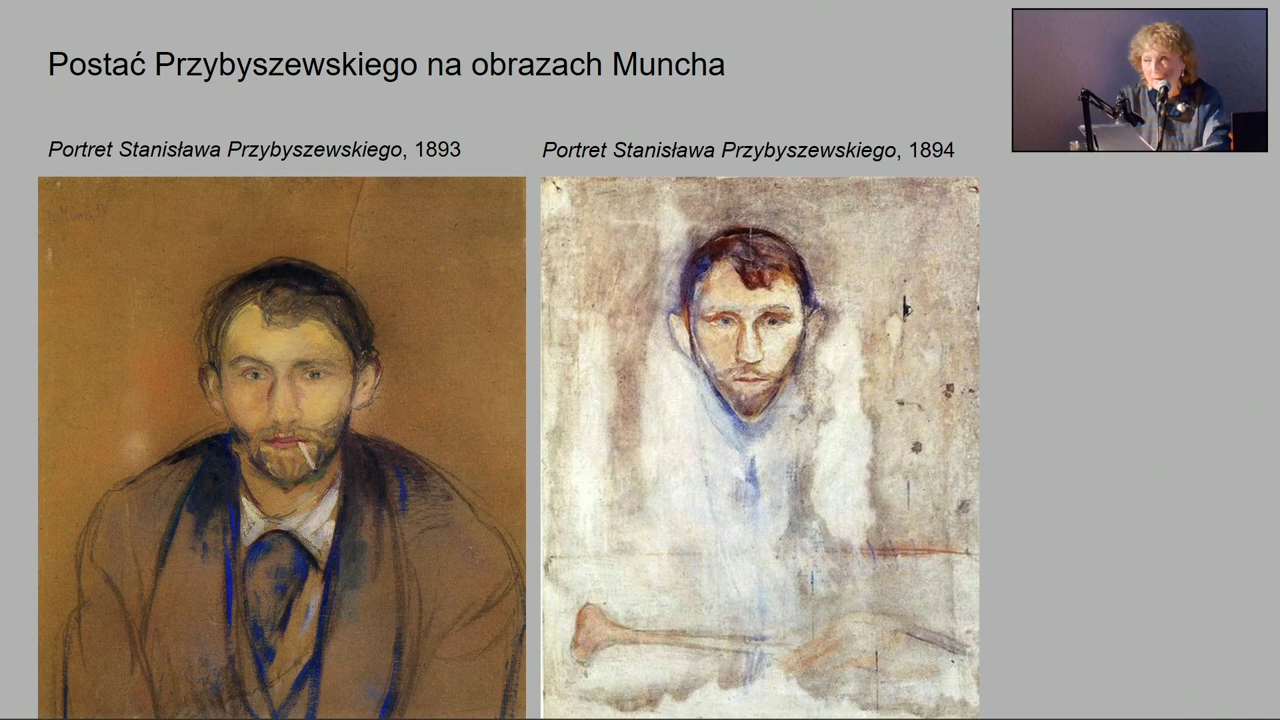 Postać Przybyszewskiego na obrazach Muncha
Portret Stanisława Przybyszewskiego, 1893
Portret Stanisława Przybyszewskiego, 1894